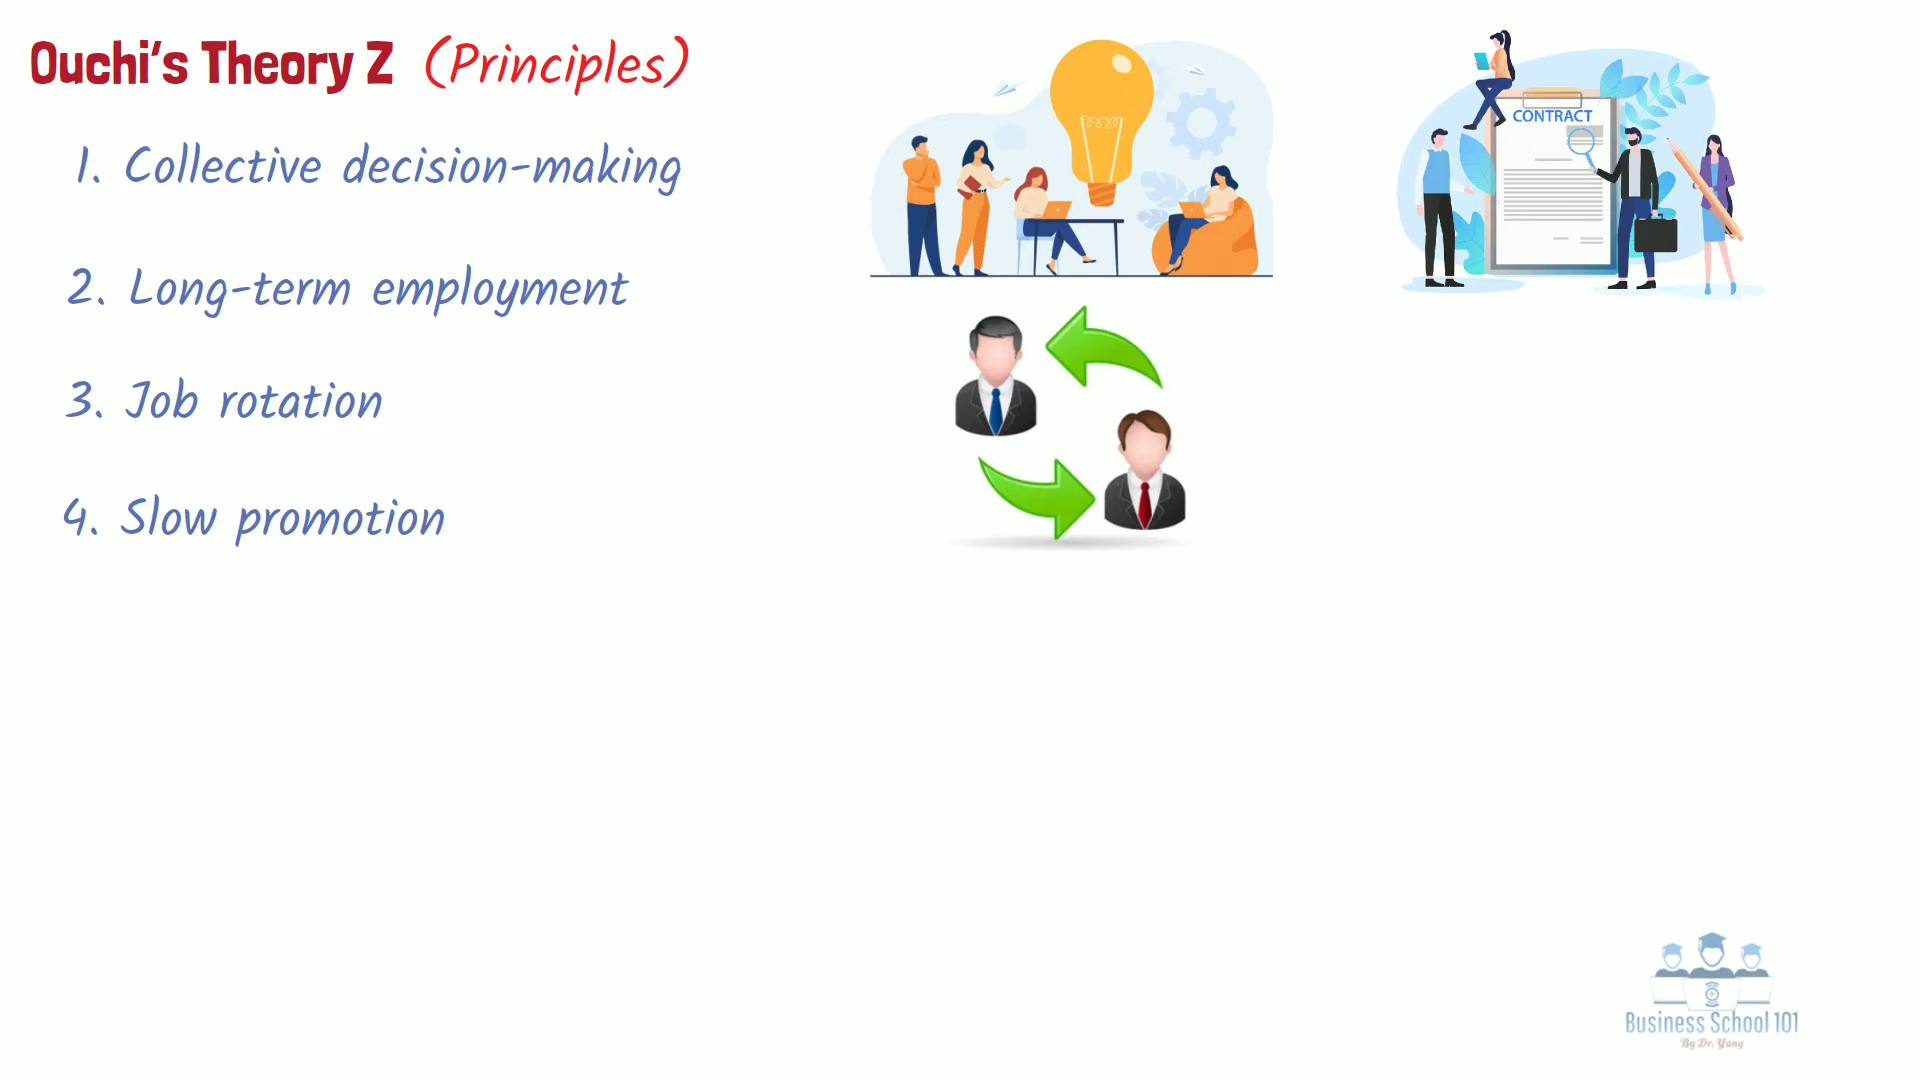 Ouchi's Theory Z (Principles)
1. Collective decision-making
2. Long-term employment
3. Job rotation
4. Slow promotion
CONTRACT
Business School 101
By Dr. Yang